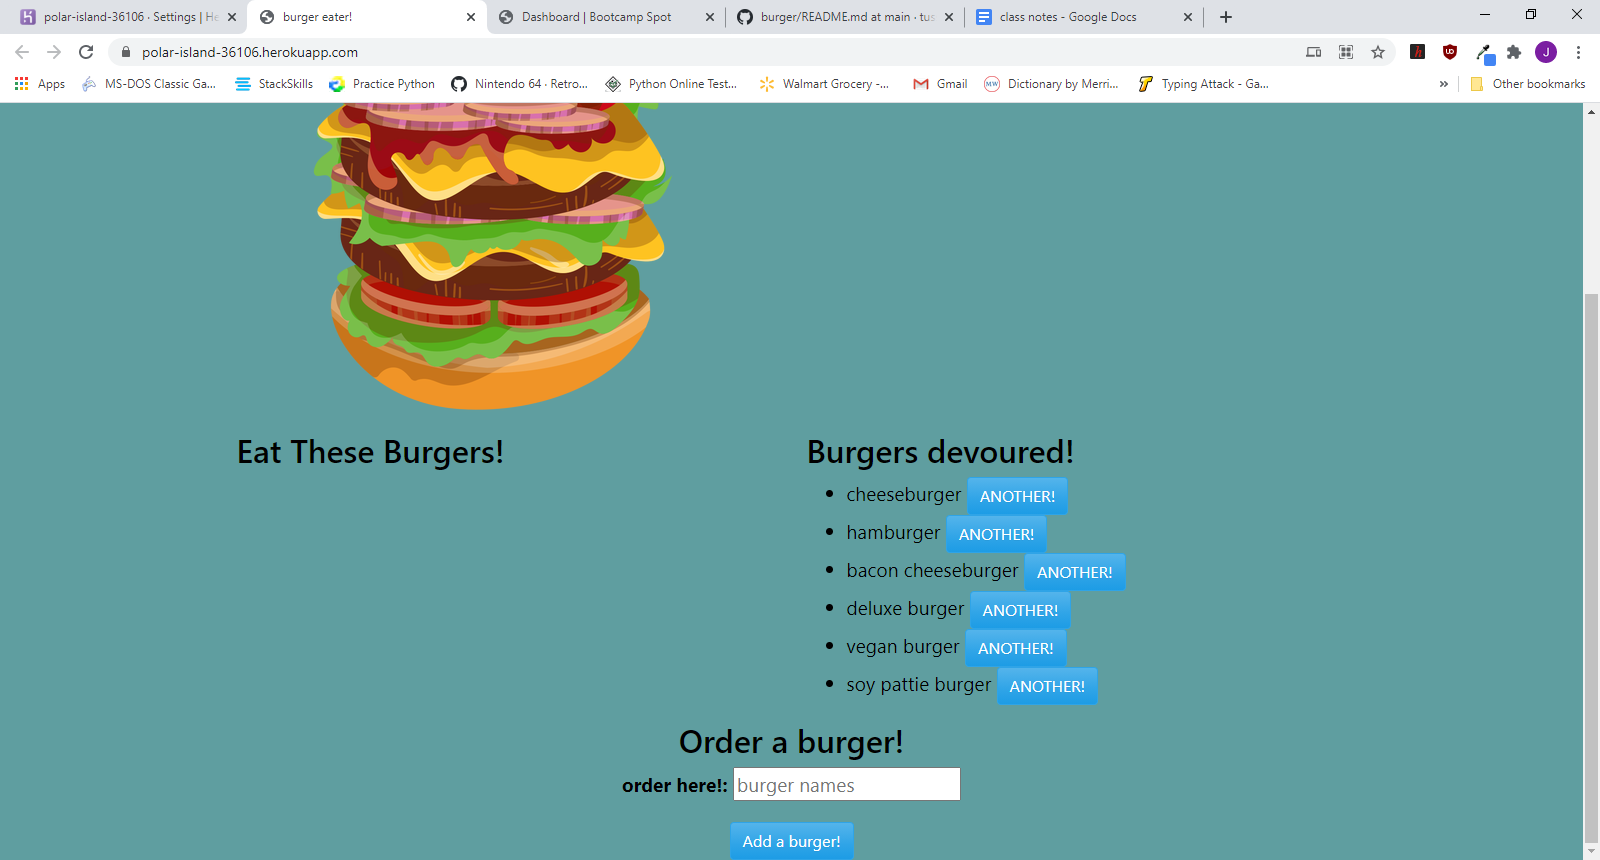 polar-island-36106 · Settings | He
burger eater!
Dashboard | Bootcamp Spot
burger/README.md at main · tus
class notes - Google Docs
polar-island-36106.herokuapp.com
J
Apps
MS-DOS Classic Ga...
StackSkills
Practice Python
Nintendo 64 · Retro...
Python Online Test...
Walmart Grocery -...
Gmail
Dictionary by Merri...
Typing Attack - Ga...
»
Other bookmarks
Eat These Burgers!
Burgers devoured!
• cheeseburger ANOTHER!
• hamburger ANOTHER!
• bacon cheeseburger ANOTHER!
• deluxe burger ANOTHER!
• vegan burger ANOTHER!
• soy pattie burger ANOTHER!
Order a burger!
order here!: burger names
Add a burger!